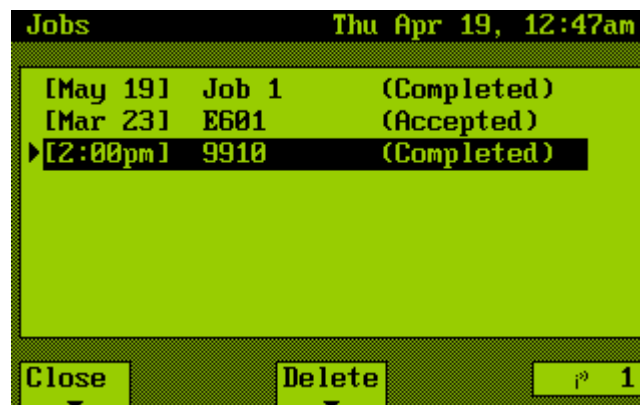 Jobs Thu Apr 19, 12:47am
[May 19] Job 1 (Completed)
[Mar 23] E601 (Accepted)
[2:00pm] 9910 (Completed)
Close Delete 1